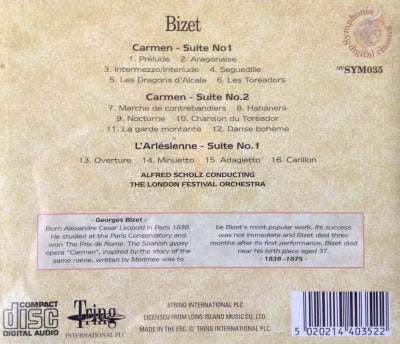 Bizet
Symphonia
digital classics
Carmen - Suite No1
1. Prélude 2. Aragonaise
3. Intermezzo/Interlude 4. Seguedille
5. Les Dragons d'Alcala 6. Les Toréadors
SYM035
Carmen - Suite No.2
7. Marche de contrebandiers 8. Habanera
9. Nocturne 10. Chanson du Toréador
11. La garde montante 12. Danse bohème
L'Arlésienne - Suite No.1
13. Overture 14. Minuetto 15. Adagietto 16. Carillon
ALFRED SCHOLZ CONDUCTING
THE LONDON FESTIVAL ORCHESTRA
- Georges Bizet -
Born Alexandre Cesar Leopold in Paris 1838.
He studied at the Paris Conservatory and
won The Prix de Rome. The Spanish gypsy
opera "Carmen", inspired by the story of the
same name, written by Merimee was to
be Bizet's most popular work. Its success
was not immediate and Bizet died three
months after its first performance. Bizet died
near his birth place aged 37.
- 1838 -1875 -
COMPACT
disc
DIGITAL AUDIO
Tring
INTERNATIONAL PLC
©TRING INTERNATIONAL PLC
LICENSED FROM LONG ISLAND MUSIC CO. LTD.
MADE IN THE EEC © TRING INTERNATIONAL PLC
5 020214 403522